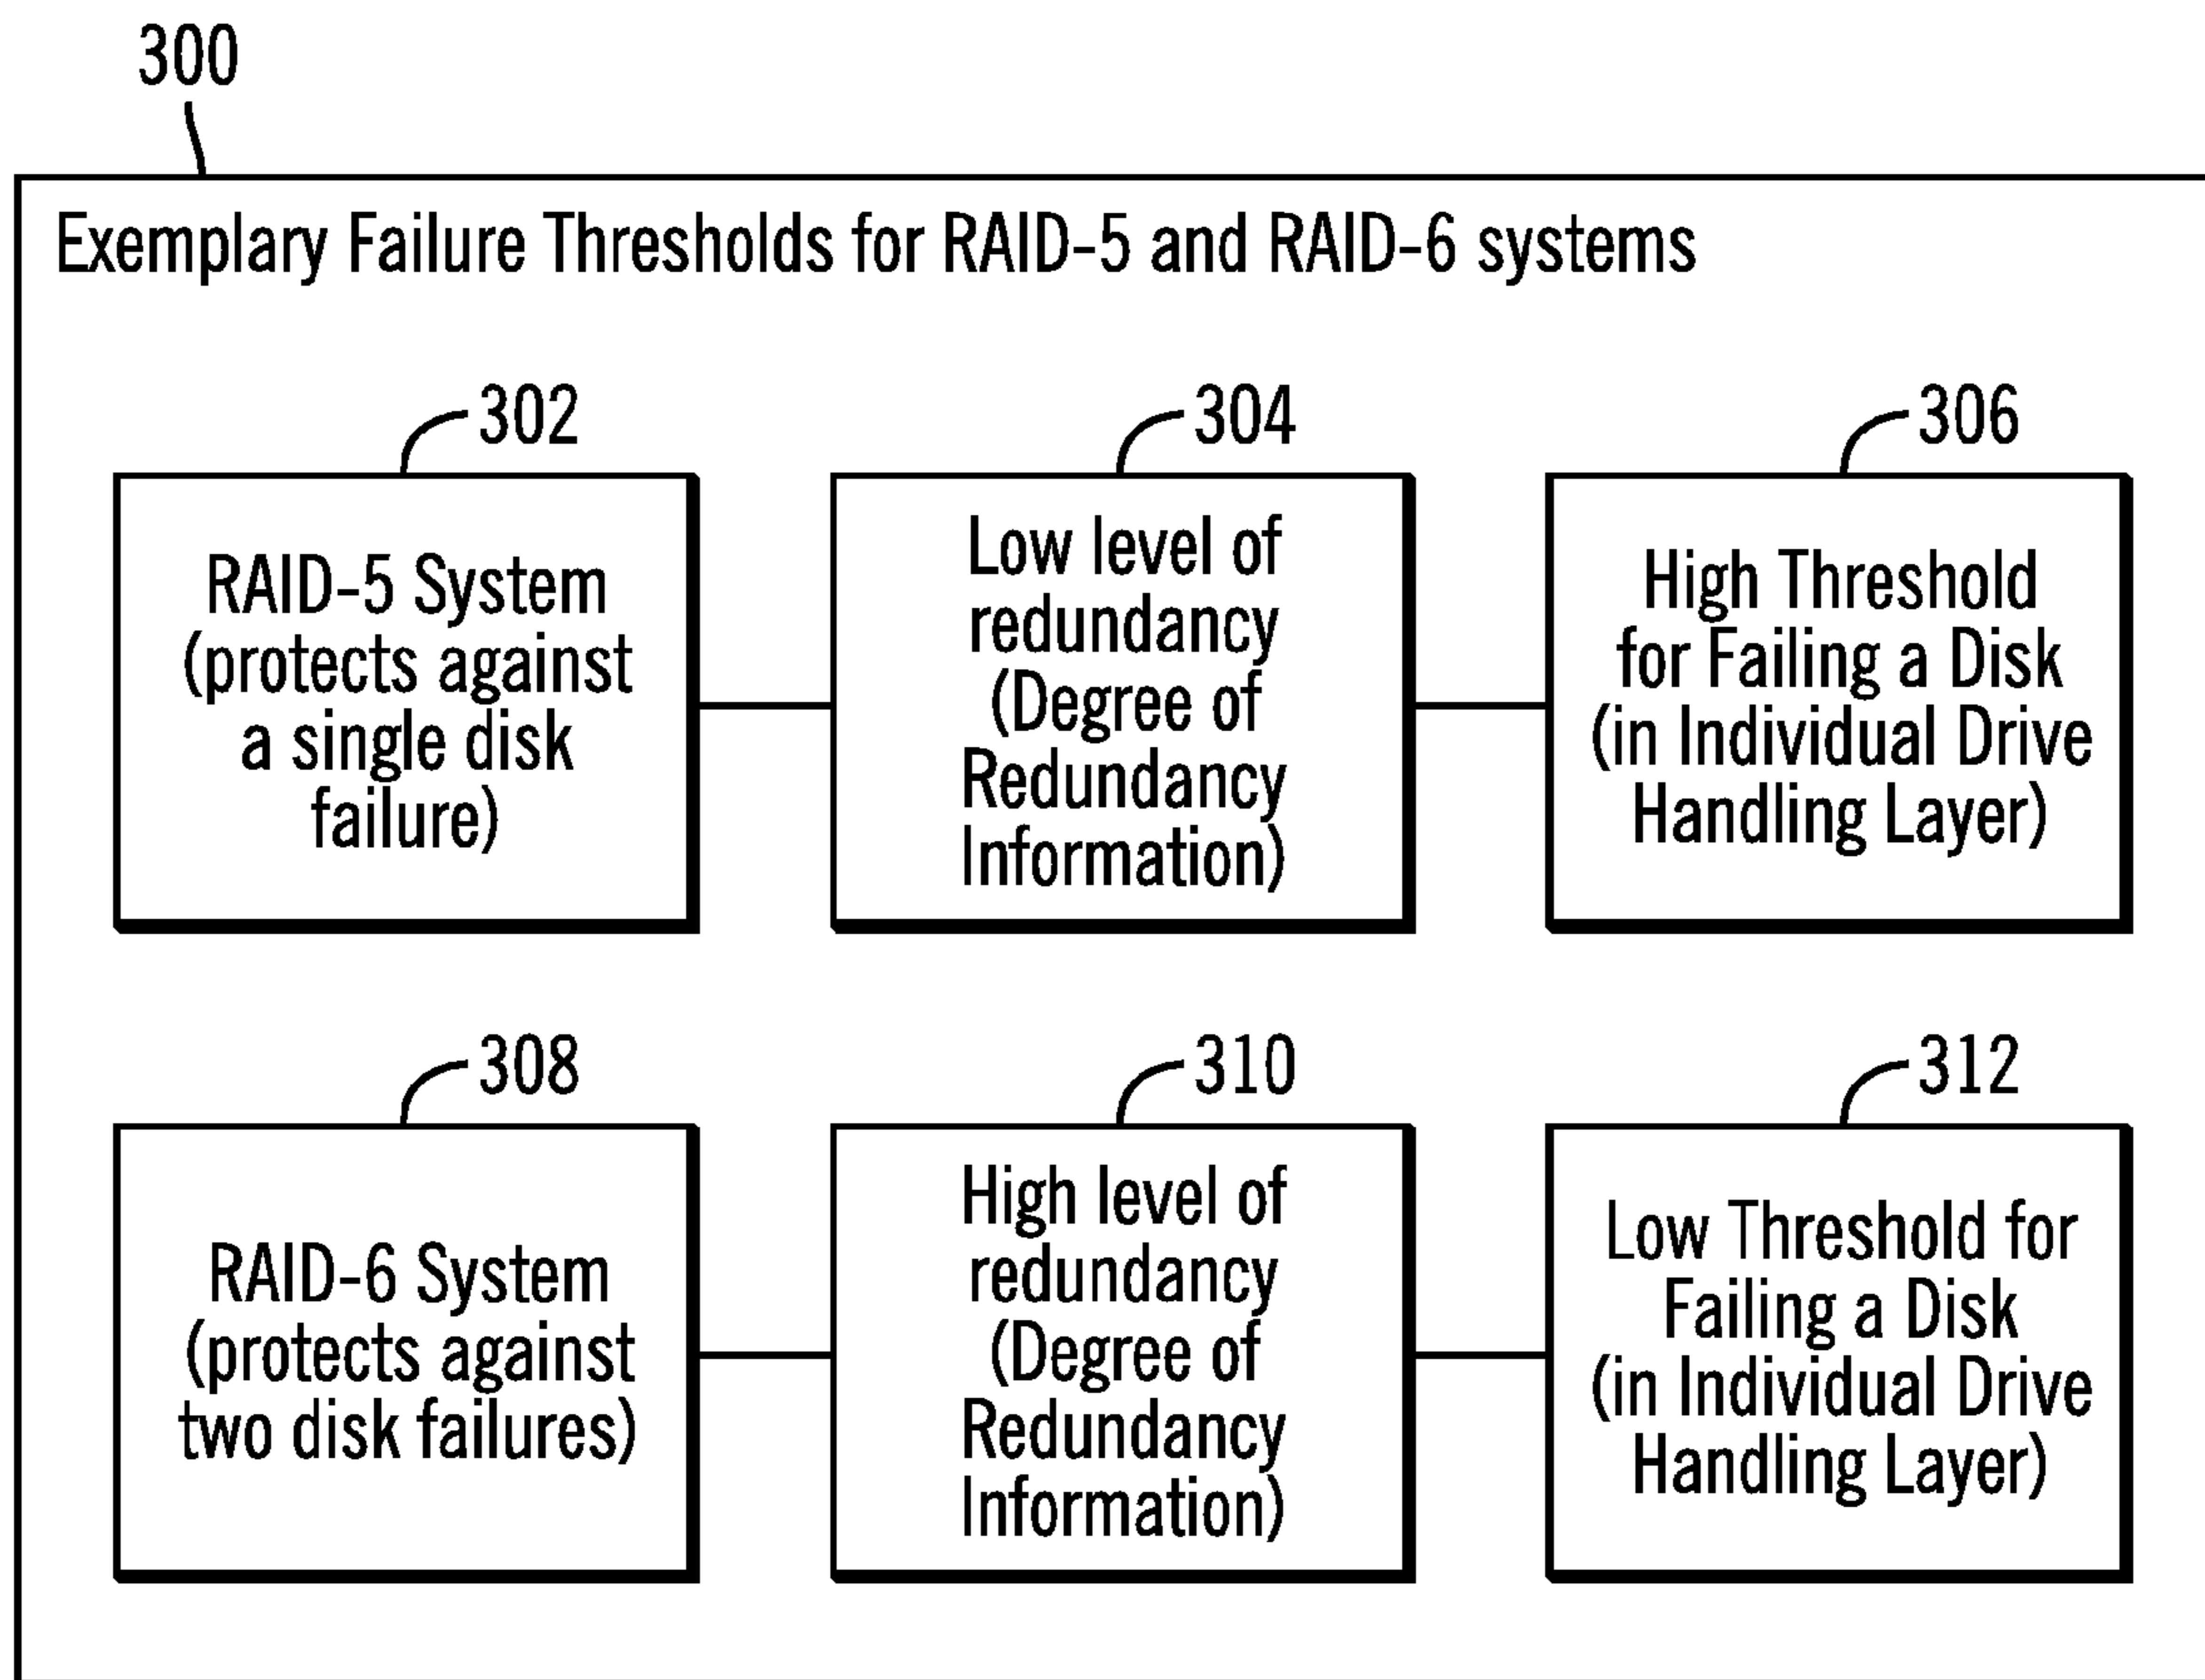 300
Exemplary Failure Thresholds for RAID-5 and RAID-6 systems
302
RAID-5 System
(protects against
a single disk
failure)
304
Low level of
redundancy
(Degree of
Redundancy
Information)
306
High Threshold
for Failing a Disk
(in Individual Drive
Handling Layer)
308
RAID-6 System
(protects against
two disk failures)
310
High level of
redundancy
(Degree of
Redundancy
Information)
312
Low Threshold for
Failing a Disk
(in Individual Drive
Handling Layer)